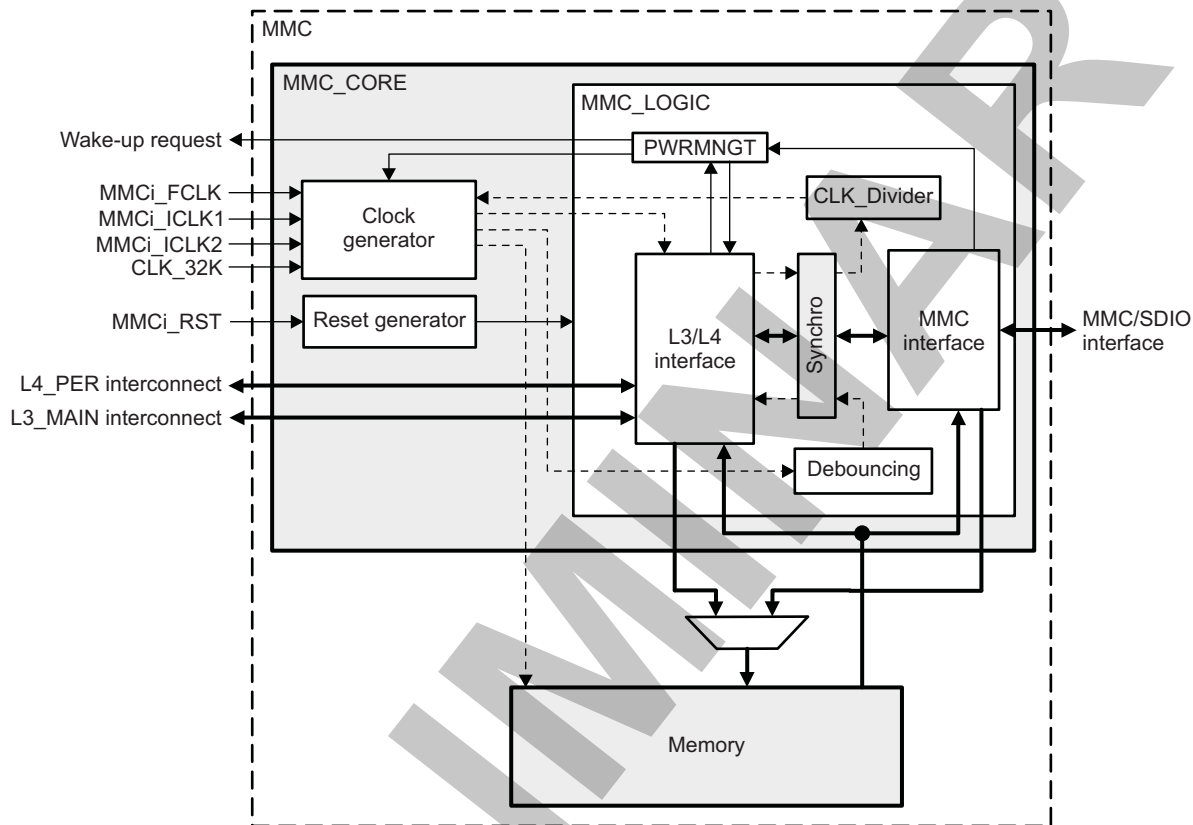 MMC
MMC_CORE
MMC_LOGIC
Wake-up request
PWRMNGT
MMCi_FCLK
MMCi_ICLK1
MMCi_ICLK2
CLK_32K
Clock
generator
CLK_Divider
MMCi_RST
Reset generator
L3/L4
interface
Synchro
MMC
interface
MMC/SDIO
interface
L4_PER interconnect
L3_MAIN interconnect
Debouncing
Memory
IMINAR